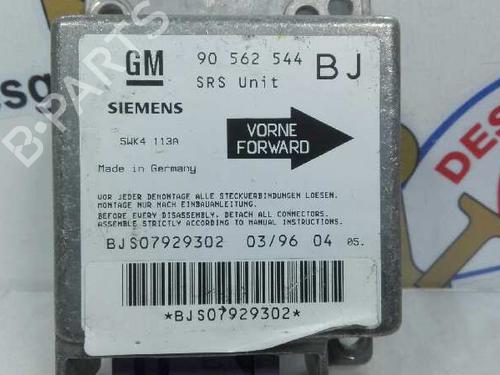 GM 90 562 544 BJ
SRS Unit
SIEMENS
5WK4 113A
VORNE
FORWARD
Made in Germany
VOR JEDER DEMONTAGE ALLE STECKVERBINDUNGEN LOESEN.
MONTAGE NUR NACH EINBAUANLEITUNG.
BEFORE EVERY DISASSEMBLY, DETACH ALL CONNECTORS.
ASSEMBLE STRICTLY ACCORDING TO MANUAL INSTRUCTIONS.
BJS07929302 03/96 04 05.
*BJS07929302*
B-PARTS